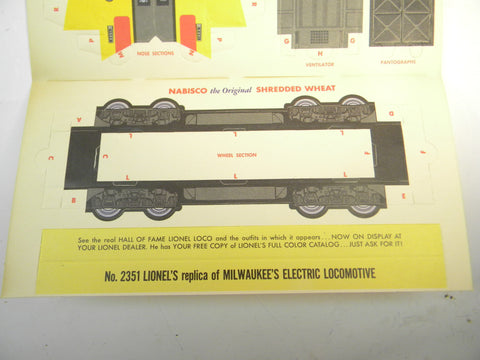 NOSE SECTIONS
G G
H
VENTILATOR
PANTOGRAPHS
NABISCO the Original SHREDDED WHEAT
C D
A
L L L
WHEEL SECTION
F
L L L
C E
See the real HALL OF FAME LIONEL LOCO and the outfits in which it appears . . . NOW ON DISPLAY AT
YOUR LIONEL DEALER. He has YOUR FREE COPY of LIONEL'S FULL COLOR CATALOG . . . JUST ASK FOR IT!
No. 2351 LIONEL'S replica of MILWAUKEE'S ELECTRIC LOCOMOTIVE